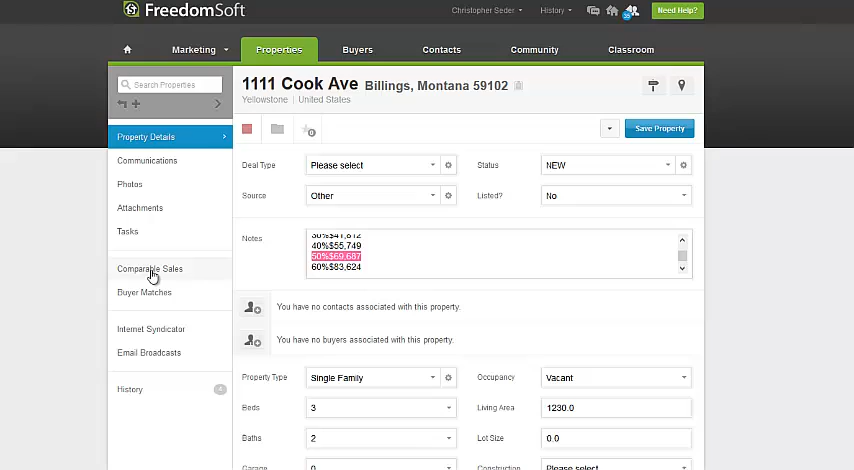 FreedomSoft
Christopher Seder
History
Need Help?
Marketing
Properties
Buyers
Contacts
Community
Classroom
Search Properties
1111 Cook Ave Billings, Montana 59102
Yellowstone | United States
0
Save Property
Property Details
Communications
Photos
Attachments
Tasks
Comparable Sales
Buyer Matches
Internet Syndicator
Email Broadcasts
History
Deal Type Please select
Status NEW
Source Other
Listed? No
Notes
30%$41,812
40%$55,749
50%$69,687
60%$83,624
You have no contacts associated with this property.
You have no buyers associated with this property.
Property Type Single Family
Occupancy Vacant
Beds 3
Living Area 1230.0
Baths 2
Lot Size 0.0
Garage 0
Construction Please select